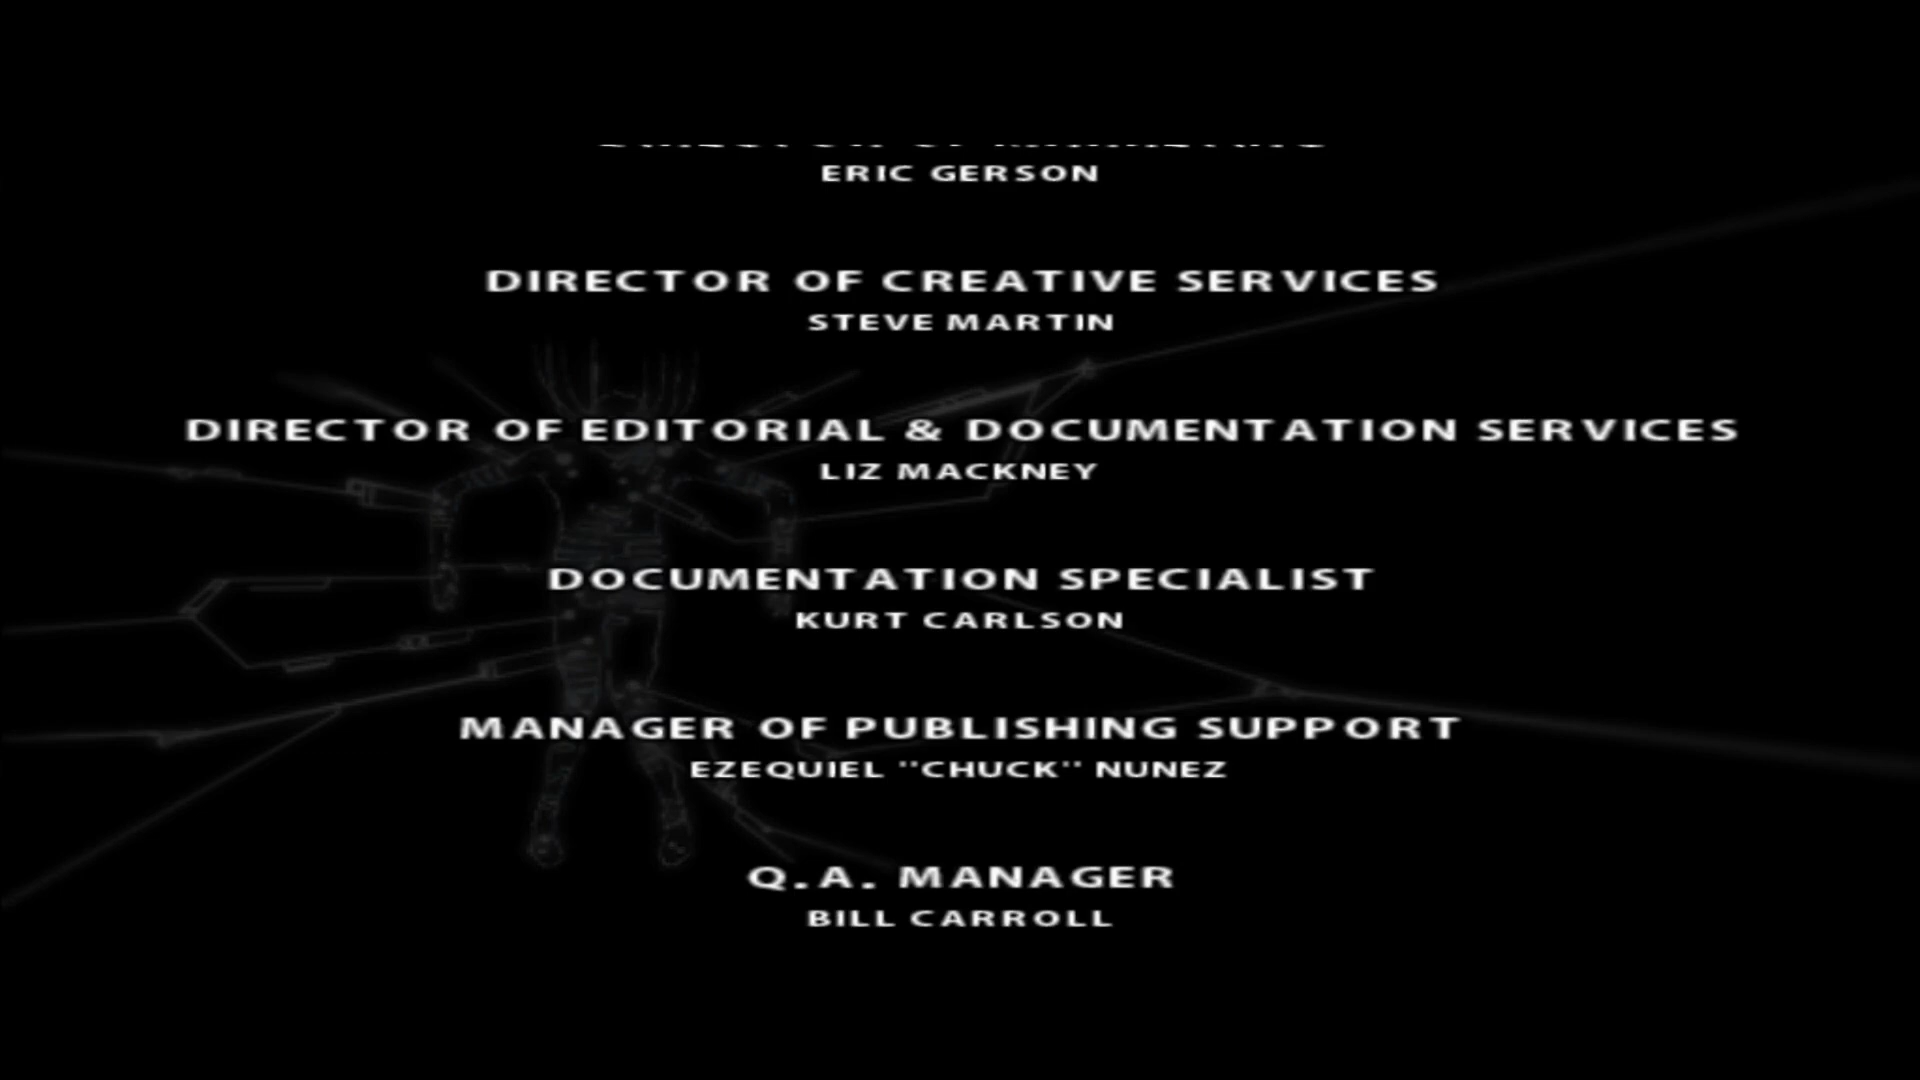 ERIC GERSON
DIRECTOR OF CREATIVE SERVICES
STEVE MARTIN
DIRECTOR OF EDITORIAL & DOCUMENTATION SERVICES
LIZ MACKNEY
DOCUMENTATION SPECIALIST
KURT CARLSON
MANAGER OF PUBLISHING SUPPORT
EZEQUIEL "CHUCK" NUNEZ
Q.A. MANAGER
BILL CARROLL